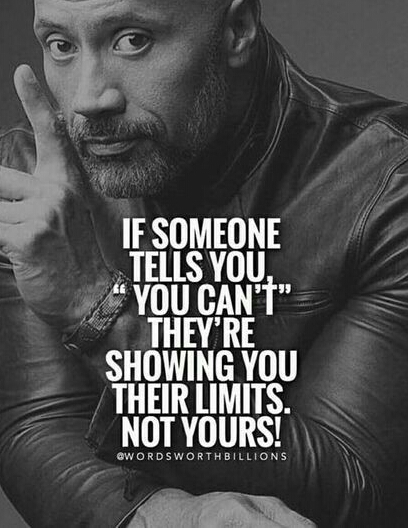 IF SOMEONE
TELLS YOU,
“ YOU CAN’T”
THEY’RE
SHOWING YOU
THEIR LIMITS.
NOT YOURS!
@WORDSWORTHBILLIONS